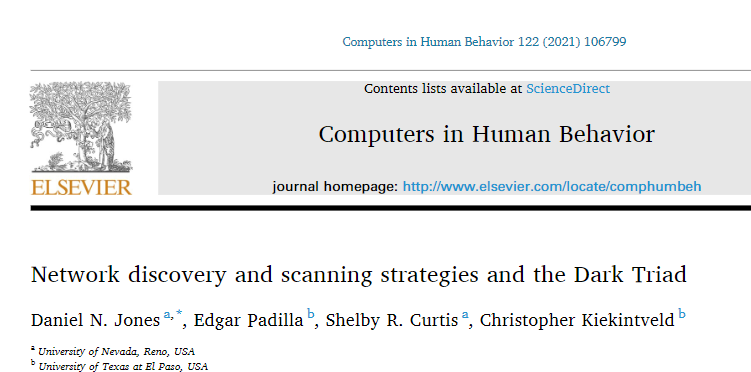 Computers in Human Behavior 122 (2021) 106799
Contents lists available at ScienceDirect
Computers in Human Behavior
ELSEVIER
journal homepage: http://www.elsevier.com/locate/comphumbeh
Network discovery and scanning strategies and the Dark Triad
Daniel N. Jones a,*, Edgar Padilla b, Shelby R. Curtis a, Christopher Kiekintveld b
a University of Nevada, Reno, USA
b University of Texas at El Paso, USA